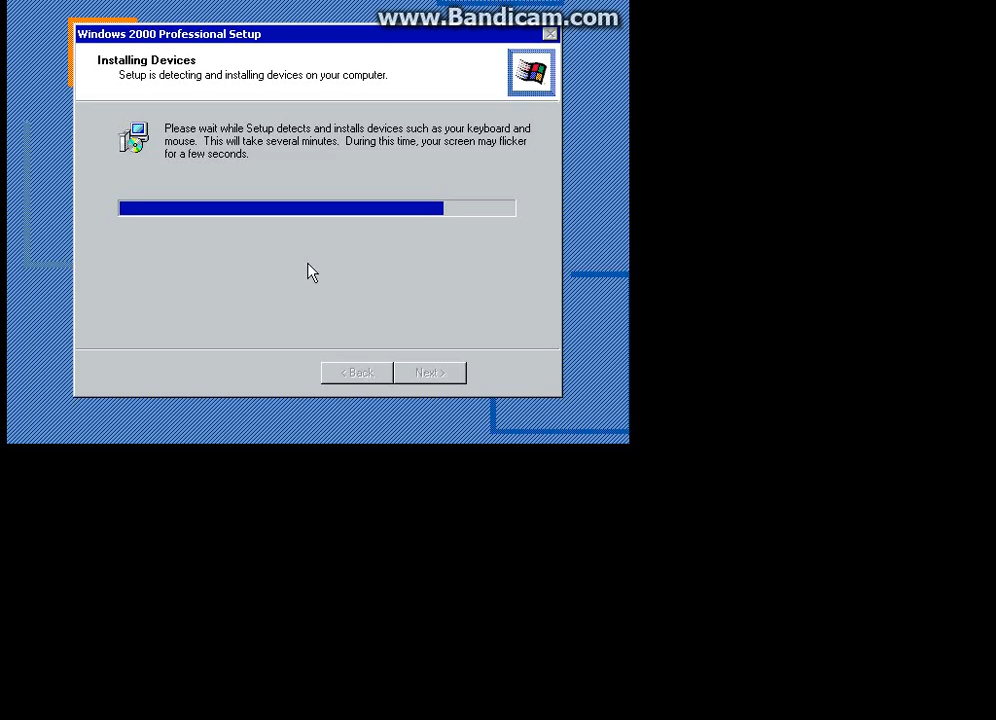 www.Bandicam.com
Windows 2000 Professional Setup
Installing Devices
Setup is detecting and installing devices on your computer.
Please wait while Setup detects and installs devices such as your keyboard and
mouse. This will take several minutes. During this time, your screen may flicker
for a few seconds.
< Back
Next >